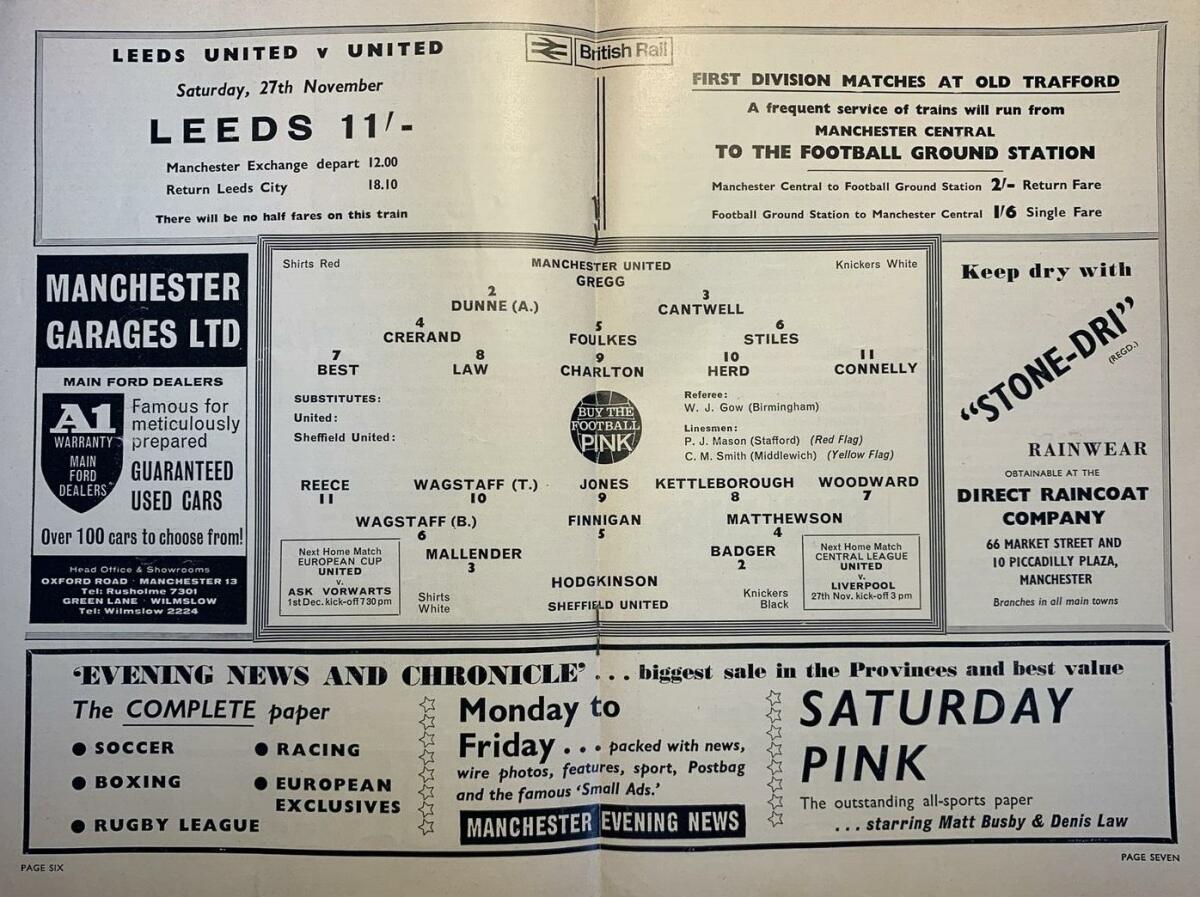 LEEDS UNITED v UNITED
Saturday, 27th November
LEEDS 11/-
Manchester Exchange depart 12.00
Return Leeds City 18.10
There will be no half fares on this train
British Rail
FIRST DIVISION MATCHES AT OLD TRAFFORD
A frequent service of trains will run from
MANCHESTER CENTRAL
TO THE FOOTBALL GROUND STATION
Manchester Central to Football Ground Station 2/- Return Fare
Football Ground Station to Manchester Central 1/6 Single Fare
MANCHESTER
GARAGES LTD
MAIN FORD DEALERS
A1
WARRANTY
MAIN
FORD
DEALERS
Famous for
meticulously
prepared
GUARANTEED
USED CARS
Over 100 cars to choose from!
Head Office & Showrooms
OXFORD ROAD · MANCHESTER 13
Tel: Rusholme 7301
GREEN LANE · WILMSLOW
Tel: Wilmslow 2224
Shirts Red MANCHESTER UNITED Knickers White
GREGG
2 3
DUNNE (A.) CANTWELL
4 5 6
CRERAND FOULKES STILES
7 8 9 10 11
BEST LAW CHARLTON HERD CONNELLY
SUBSTITUTES:
United:
Sheffield United:
BUY THE
FOOTBALL
PINK
Referee:
W. J. Gow (Birmingham)
Linesmen:
P. J. Mason (Stafford) (Red Flag)
C. M. Smith (Middlewich) (Yellow Flag)
REECE WAGSTAFF (T.) JONES KETTLEBOROUGH WOODWARD
11 10 9 8 7
WAGSTAFF (B.) FINNIGAN MATTHEWSON
6 5 4
MALLENDER BADGER
3 2
HODGKINSON
SHEFFIELD UNITED
Shirts
White
Knickers
Black
Next Home Match
EUROPEAN CUP
UNITED
v.
ASK VORWARTS
1st Dec. kick-off 730 pm
Next Home Match
CENTRAL LEAGUE
UNITED
v.
LIVERPOOL
27th Nov. kick-off 3 pm
Keep dry with
"STONE-DRI"
(REGD.)
RAINWEAR
OBTAINABLE AT THE
DIRECT RAINCOAT
COMPANY
66 MARKET STREET AND
10 PICCADILLY PLAZA,
MANCHESTER
Branches in all main towns
'EVENING NEWS AND CHRONICLE' . . . biggest sale in the Provinces and best value
The COMPLETE paper
● SOCCER ● RACING
● BOXING ● EUROPEAN
EXCLUSIVES
● RUGBY LEAGUE
Monday to
Friday . . . packed with news,
wire photos, features, sport, Postbag
and the famous 'Small Ads.'
MANCHESTER EVENING NEWS
SATURDAY
PINK
The outstanding all-sports paper
. . . starring Matt Busby & Denis Law
PAGE SIX
PAGE SEVEN